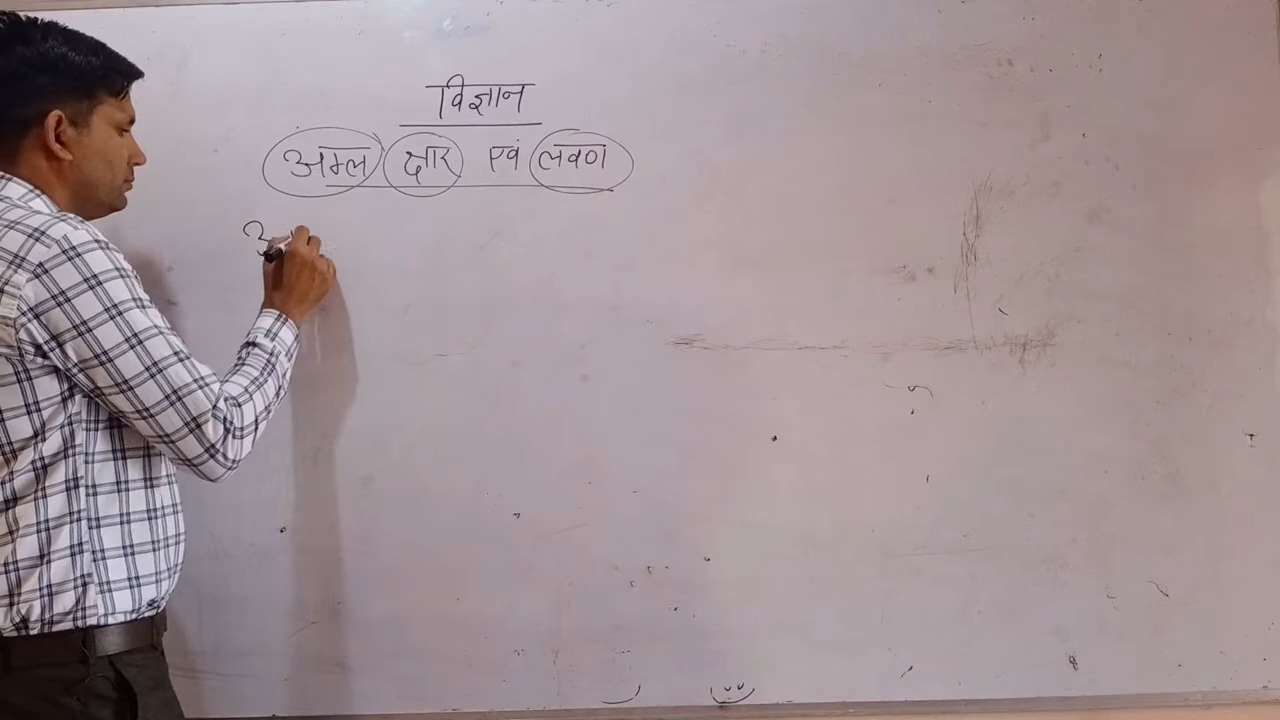 विज्ञान
अम्ल क्षार एवं लवण